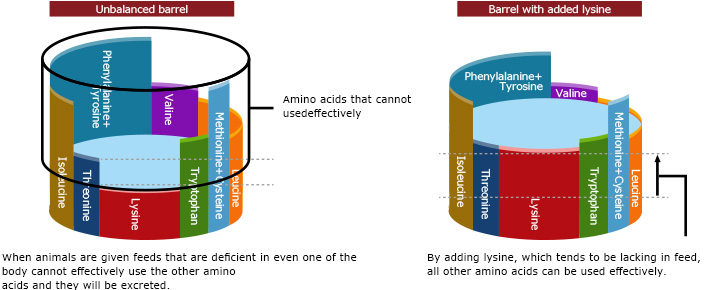 Unbalanced barrel
Phenylalanine+
Tyrosine
Valine
Isoleucine
Threonine
Lysine
Tryptophan
Methionine+Cysteine
Leucine
Amino acids that cannot
usedeffectively
When animals are given feeds that are deficient in even one of the
body cannot effectively use the other amino
acids and they will be excreted.
Barrel with added lysine
Phenylalanine+
Tyrosine
Valine
Isoleucine
Threonine
Lysine
Tryptophan
Methionine+Cysteine
Leucine
By adding lysine, which tends to be lacking in feed,
all other amino acids can be used effectively.